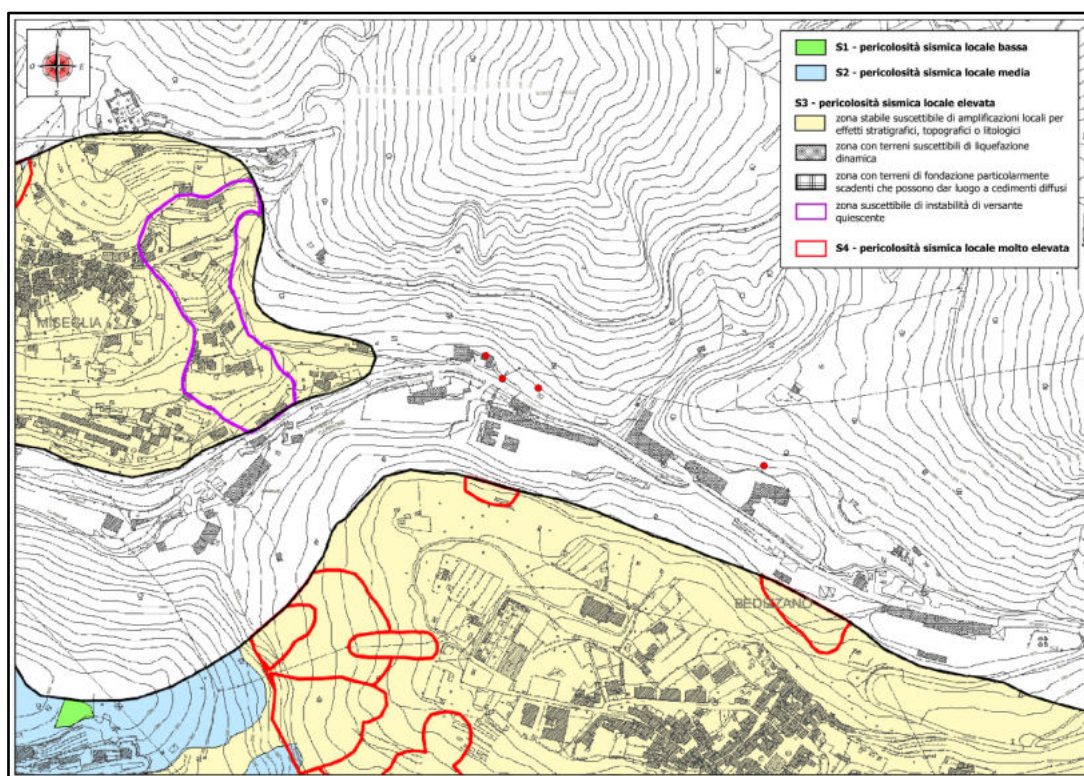 N
O
E
S
S1 - pericolosità sismica locale bassa
S2 - pericolosità sismica locale media
S3 - pericolosità sismica locale elevata
zona stabile suscettibile di amplificazioni locali per
effetti stratigrafici, topografici o litologici
zona con terreni suscettibili di liquefazione
dinamica
zona con terreni di fondazione particolarmente
scadenti che possono dar luogo a cedimenti diffusi
zona suscettibile di instabilità di versante
quiescente
S4 - pericolosità sismica locale molto elevata
MISEGLIA
BEDIZZANO